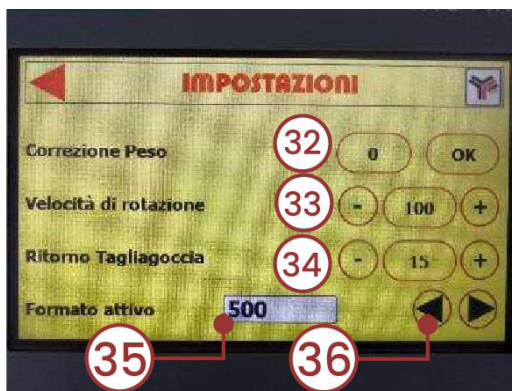 IMPOSTAZIONI
Correzione Peso 32 0 OK
Velocità di rotazione 33 - 100 +
Ritorno Tagliagoccia 34 - 15 +
Formato attivo 500
35 36